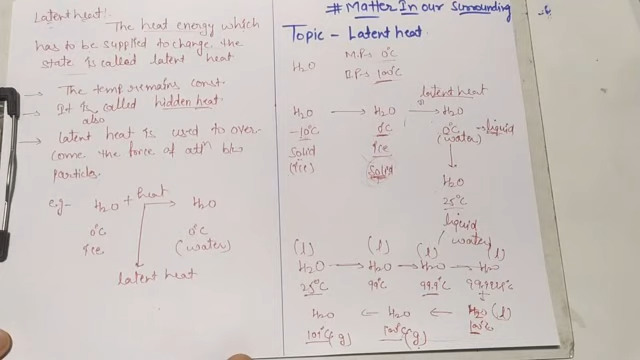 Latent heat:-
The heat energy which
has to be supplied to change the
state is called latent heat
→ The temp remains const.
→ It is called hidden heat.
also
→ latent heat is used to over-
come the force of attn b/w
particles.
e.g- H2O + heat → H2O
0°C 0°C
ice (water)
latent heat
# Matter In our Surrounding
Topic - Latent heat
H2O M.P → 0°C
B.P → 100°C
latent heat
H2O → H2O → H2O
-10°C 0°C 0°C → liquid
Solid ice (water)
(ice) Solid
H2O
25°C
liquid
water
(l) (l) (l) (l)
H2O → H2O → H2O → H2O
25°C 99°C 99.9°C
H2O ← H2O ← H2O (l)
101°C (g) 100°C (g) 100°C